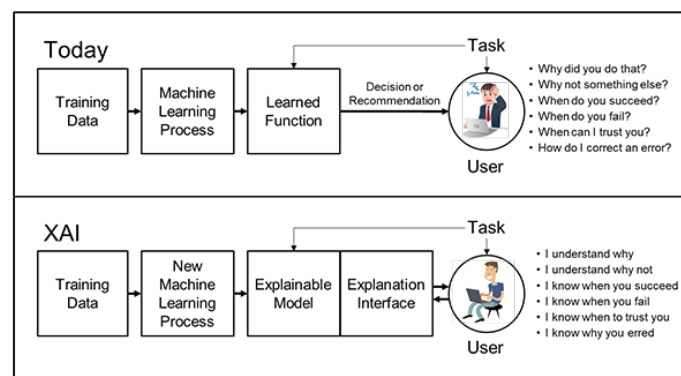 Today
Task
Training
Data
Machine
Learning
Process
Learned
Function
Decision or
Recommendation
User
• Why did you do that?
• Why not something else?
• When do you succeed?
• When do you fail?
• When can I trust you?
• How do I correct an error?
XAI
Task
Training
Data
New
Machine
Learning
Process
Explainable
Model
Explanation
Interface
User
• I understand why
• I understand why not
• I know when you succeed
• I know when you fail
• I know when to trust you
• I know why you erred